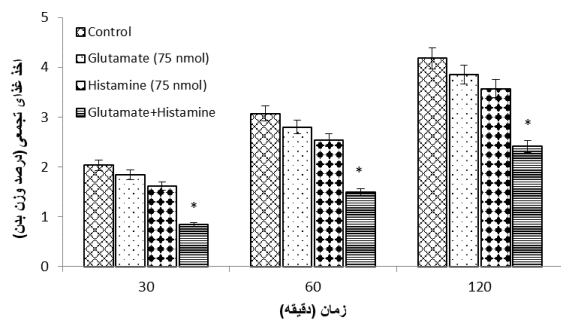 اخذ غذای تجمعی (درصد وزن بدن)
5
4
3
2
1
0
Control
Glutamate (75 nmol)
Histamine (75 nmol)
Glutamate+Histamine
*
*
*
30
60
120
زمان (دقیقه)